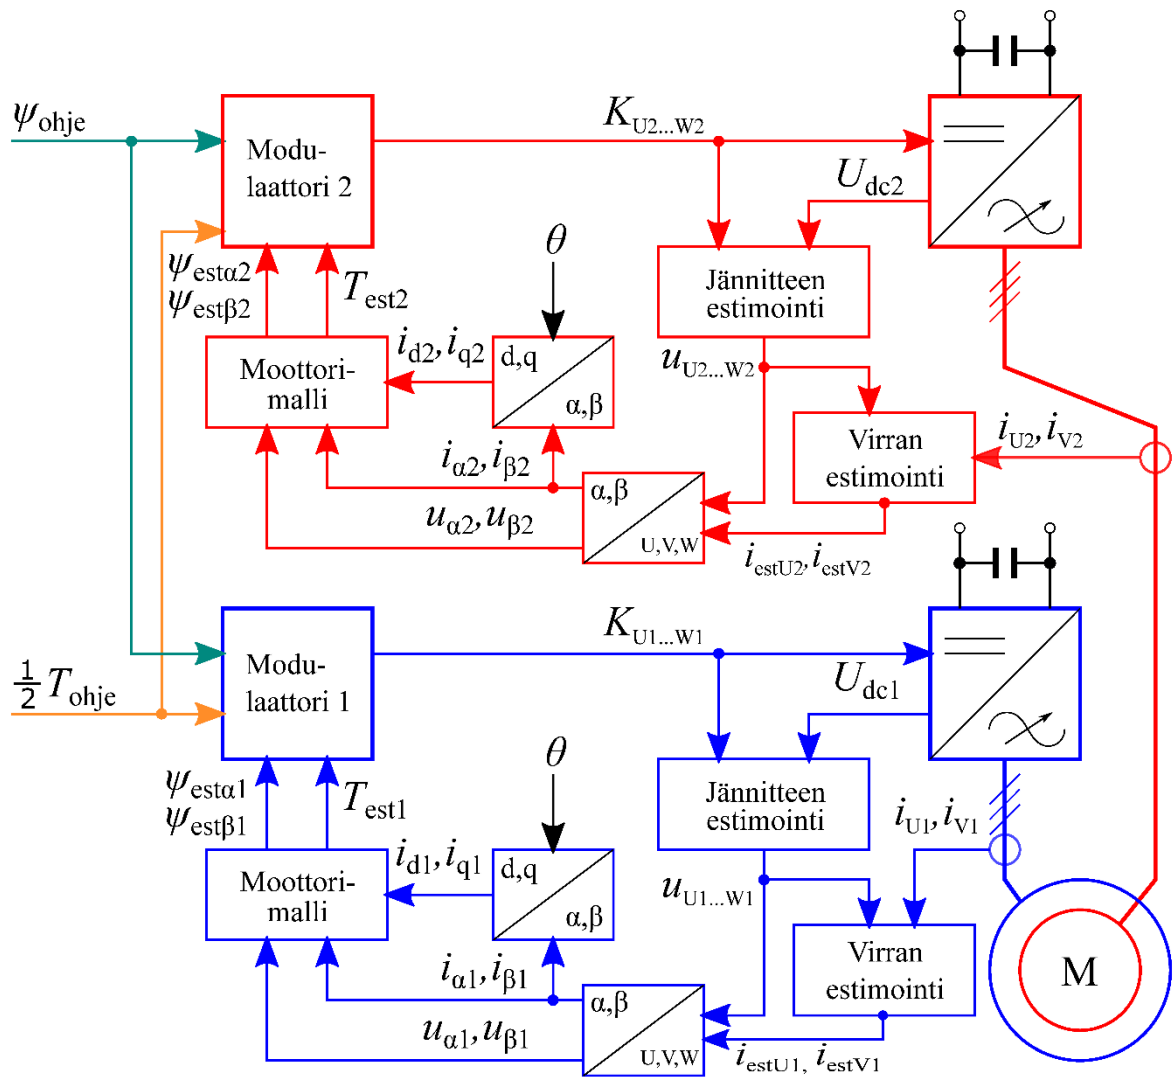 ψohje
Modu-
laattori 2
KU2...W2
Udc2
ψestα2
ψestβ2
Test2
θ
Jännitteen
estimointi
id2, iq2
d,q
α,β
uU2...W2
Moottori-
malli
Virran
estimointi
iU2, iV2
iα2, iβ2
uα2, uβ2
α,β
U,V,W
iestU2, iestV2
½ Tohje
Modu-
laattori 1
KU1...W1
Udc1
ψestα1
ψestβ1
Test1
θ
Jännitteen
estimointi
iU1, iV1
id1, iq1
d,q
α,β
uU1...W1
Moottori-
malli
Virran
estimointi
M
iα1, iβ1
uα1, uβ1
α,β
U,V,W
iestU1, iestV1